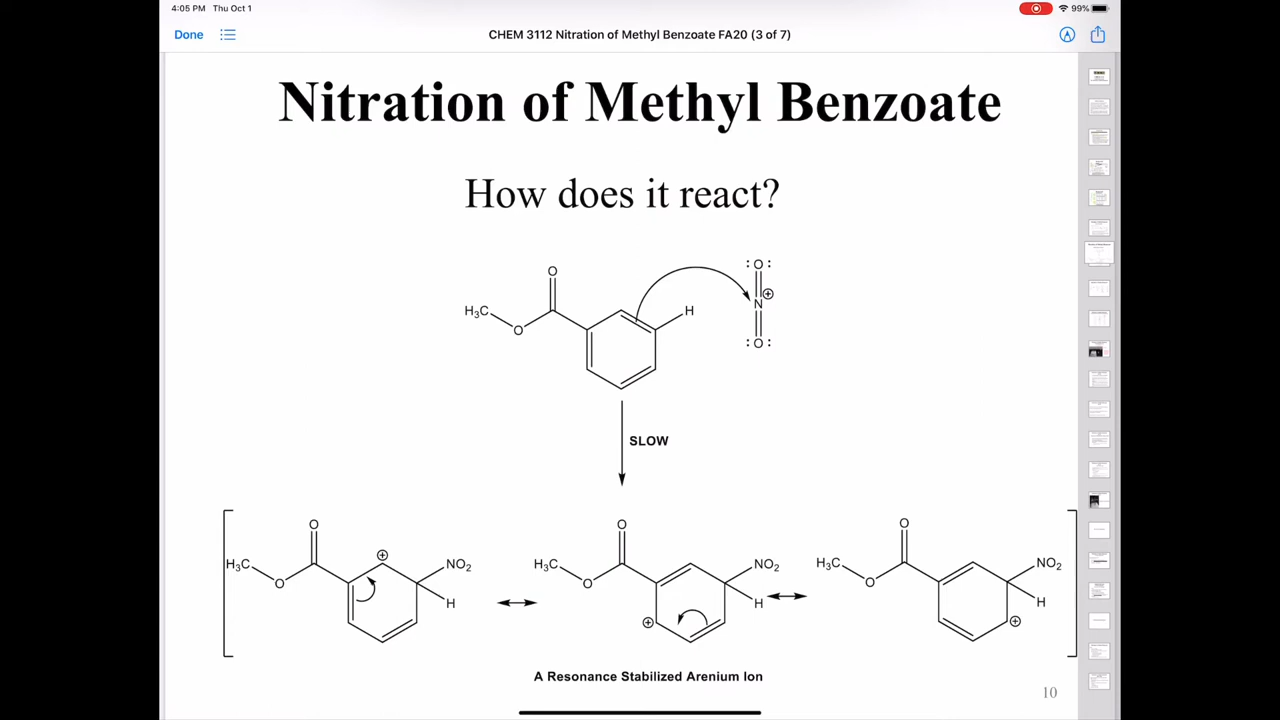 4:05 PM Thu Oct 1
99%
Done
CHEM 3112 Nitration of Methyl Benzoate FA20 (3 of 7)
Nitration of Methyl Benzoate
How does it react?
:O:
O
N⊕
H₃C
H
O
:O:
SLOW
O
O
O
⊕
H₃C
NO₂
H₃C
NO₂
H₃C
NO₂
O
H
O
H
O
H
⊕
⊕
A Resonance Stabilized Arenium Ion
10